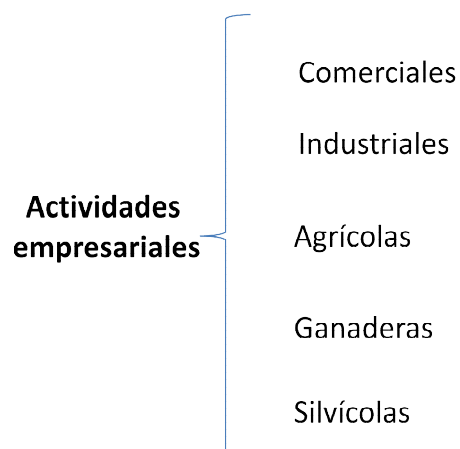 Actividades
empresariales
Comerciales
Industriales
Agrícolas
Ganaderas
Silvícolas